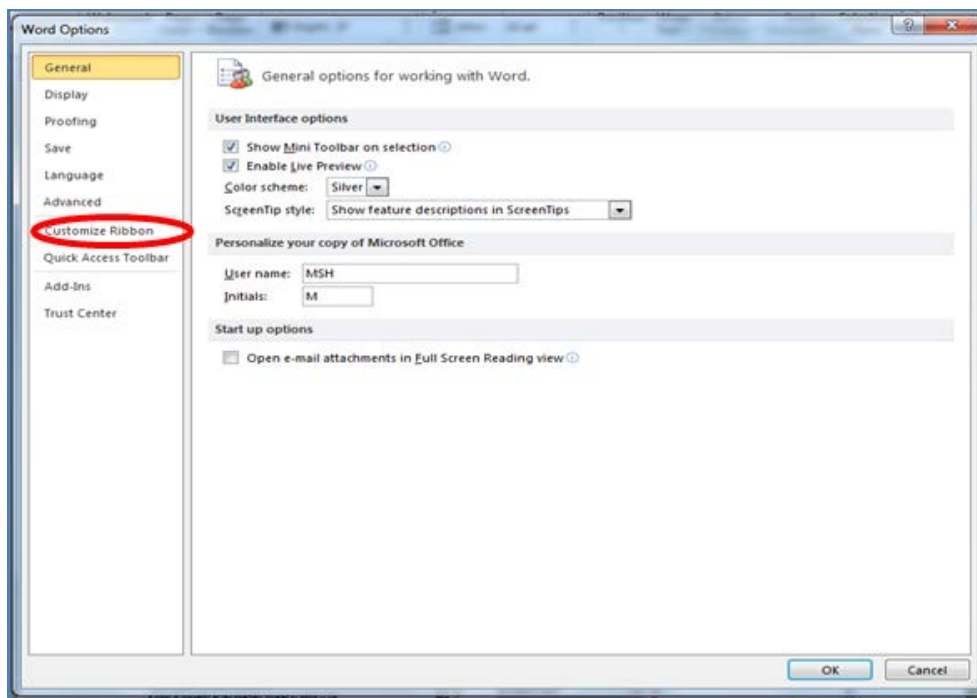 Word Options
General
Display
Proofing
Save
Language
Advanced
Customize Ribbon
Quick Access Toolbar
Add-Ins
Trust Center
General options for working with Word.
User Interface options
Show Mini Toolbar on selection
Enable Live Preview
Color scheme: Silver
ScreenTip style: Show feature descriptions in ScreenTips
Personalize your copy of Microsoft Office
User name: MSH
Initials: M
Start up options
Open e-mail attachments in Full Screen Reading view
OK Cancel